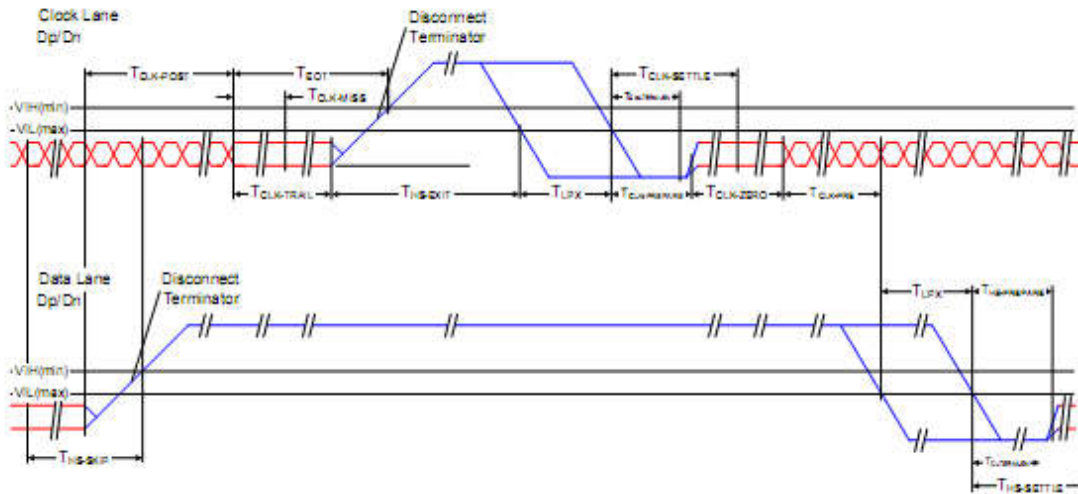 Clock Lane
Dp/Dn
Disconnect
Terminator
TCLK-POST
TEOT
TCLK-SETTLE
TCLK-MISS
VIH(min)
VIL(max)
TCLK-TRAIL
THS-EXIT
TLPX
TCLK-PREPARE
TCLK-ZERO
TCLK-PRE
Data Lane
Dp/Dn
Disconnect
Terminator
TLPX
THS-PREPARE
VIH(min)
VIL(max)
THS-SKIP
THS-SETTLE